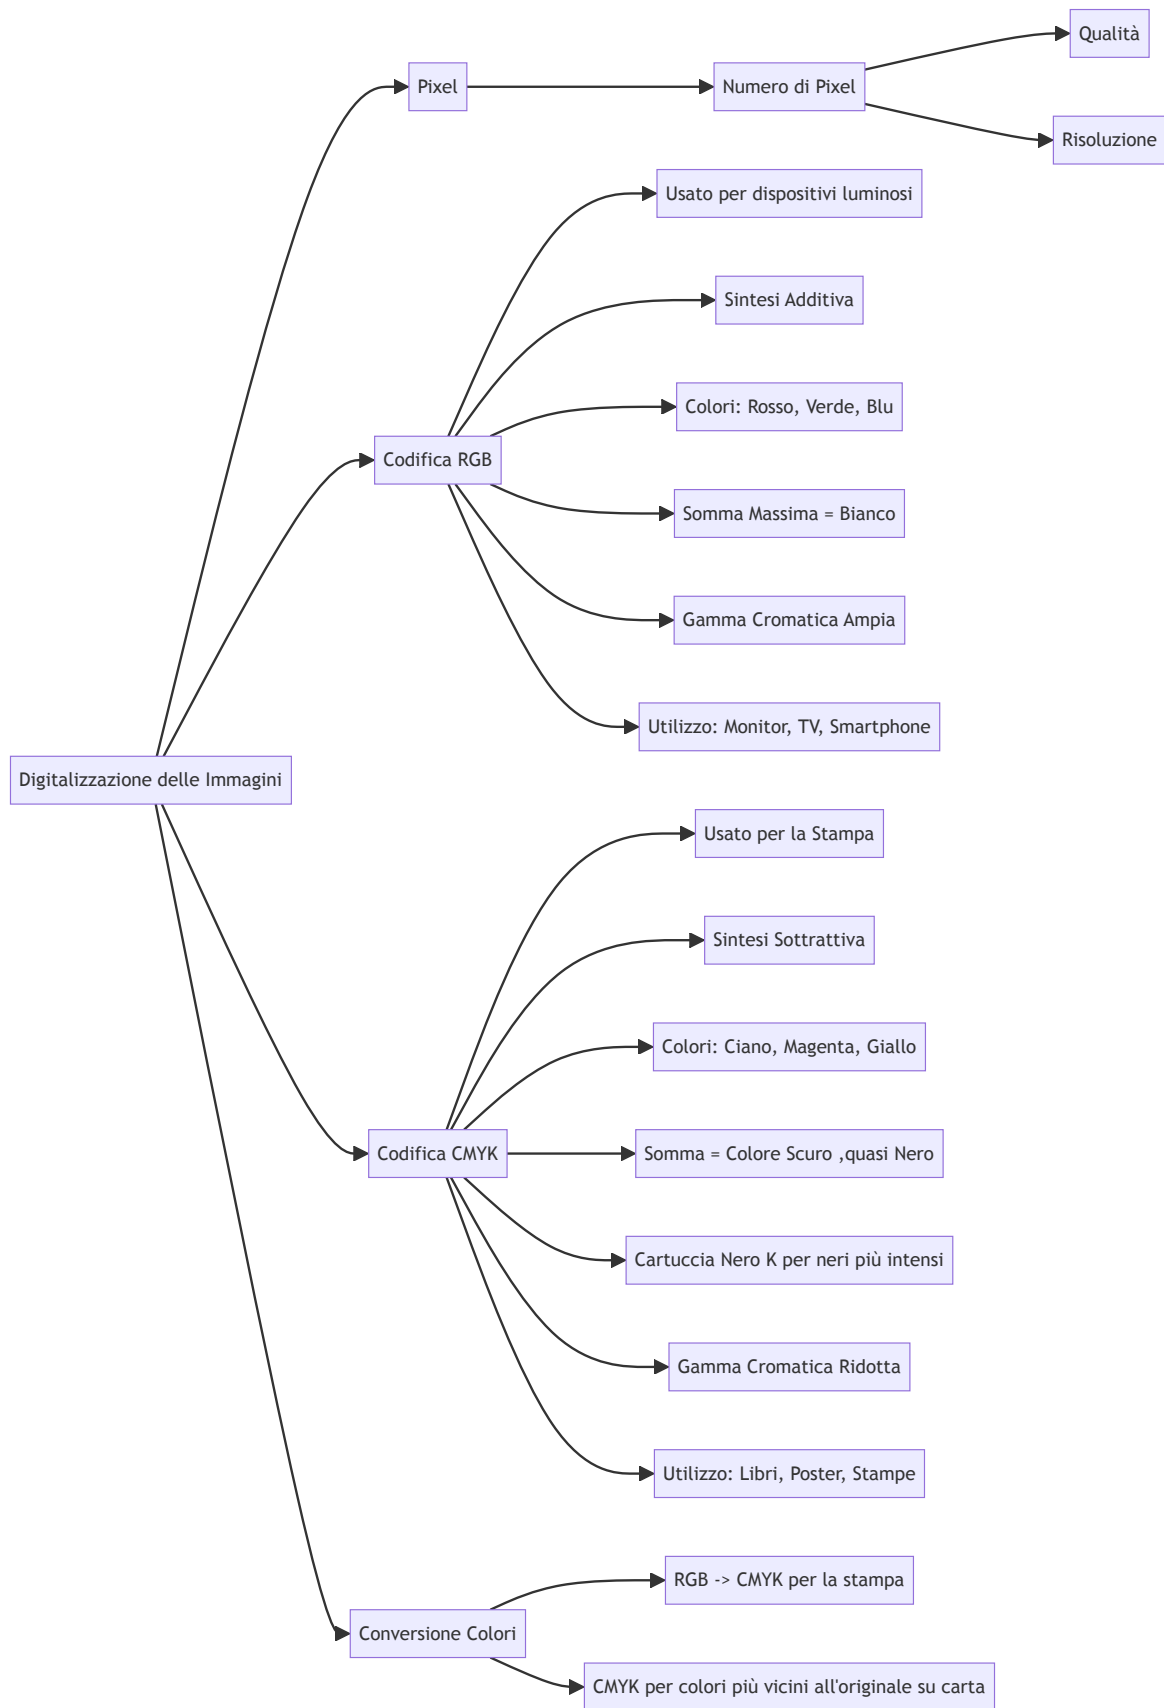 Qualità
Pixel
Numero di Pixel
Risoluzione
Usato per dispositivi luminosi
Sintesi Additiva
Colori: Rosso, Verde, Blu
Codifica RGB
Somma Massima = Bianco
Gamma Cromatica Ampia
Utilizzo: Monitor, TV, Smartphone
Digitalizzazione delle Immagini
Usato per la Stampa
Sintesi Sottrattiva
Colori: Ciano, Magenta, Giallo
Codifica CMYK
Somma = Colore Scuro ,quasi Nero
Cartuccia Nero K per neri più intensi
Gamma Cromatica Ridotta
Utilizzo: Libri, Poster, Stampe
RGB -> CMYK per la stampa
Conversione Colori
CMYK per colori più vicini all'originale su carta